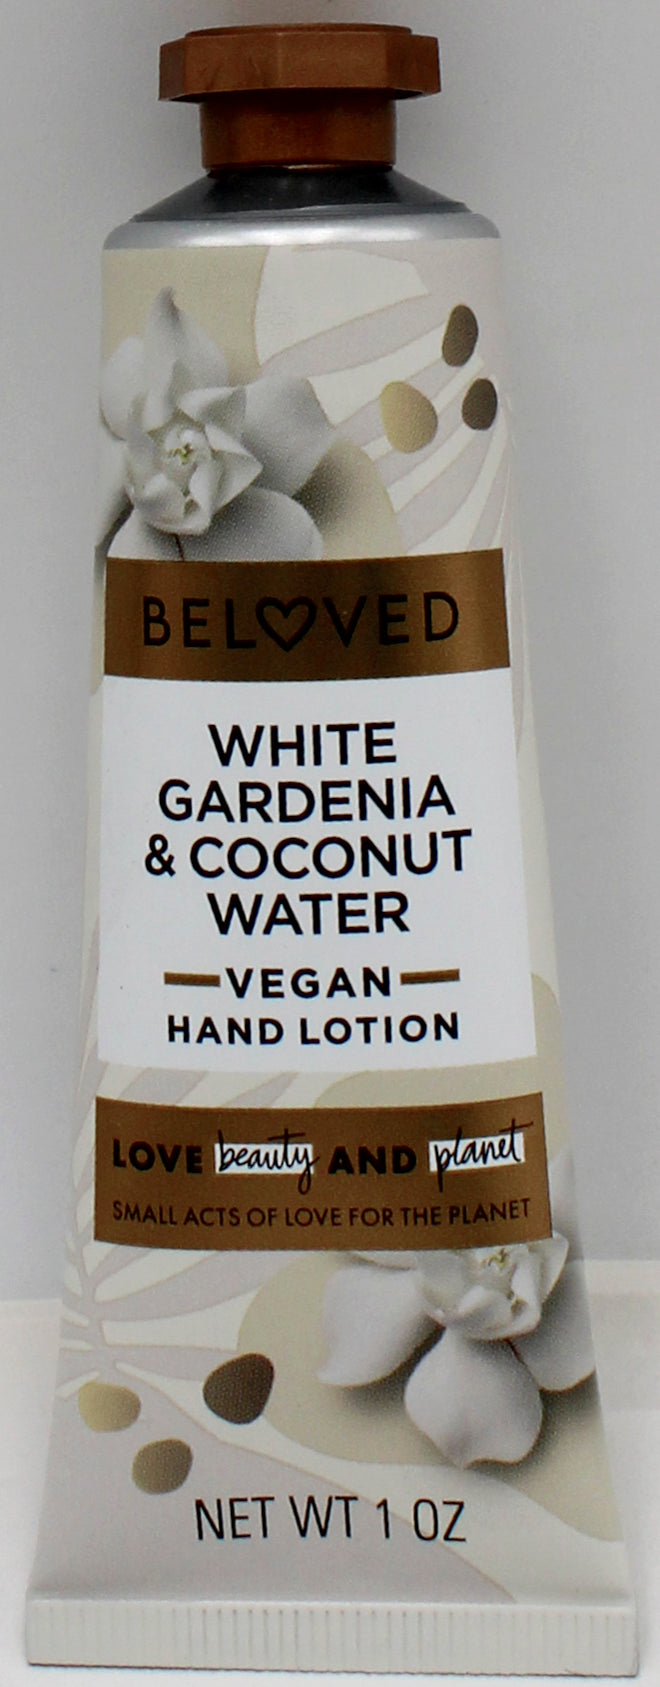 BELOVED
WHITE
GARDENIA
& COCONUT
WATER
VEGAN
HAND LOTION
LOVE beauty AND planet
SMALL ACTS OF LOVE FOR THE PLANET
NET WT 1 OZ